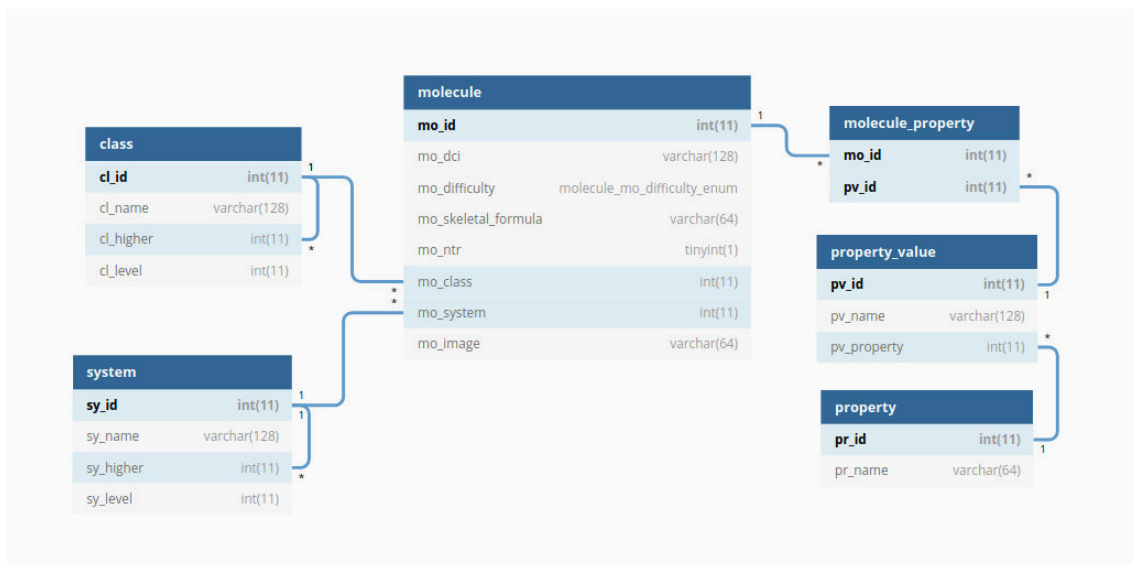 class
cl_id int(11)
cl_name varchar(128)
cl_higher int(11)
cl_level int(11)
1
*
system
sy_id int(11)
sy_name varchar(128)
sy_higher int(11)
sy_level int(11)
1
1
*
molecule
mo_id int(11)
mo_dci varchar(128)
mo_difficulty molecule_mo_difficulty_enum
mo_skeletal_formula varchar(64)
mo_ntr tinyint(1)
mo_class int(11)
mo_system int(11)
mo_image varchar(64)
*
*
1
*
molecule_property
mo_id int(11)
pv_id int(11)
*
property_value
pv_id int(11)
pv_name varchar(128)
pv_property int(11)
1
*
property
pr_id int(11)
pr_name varchar(64)
1